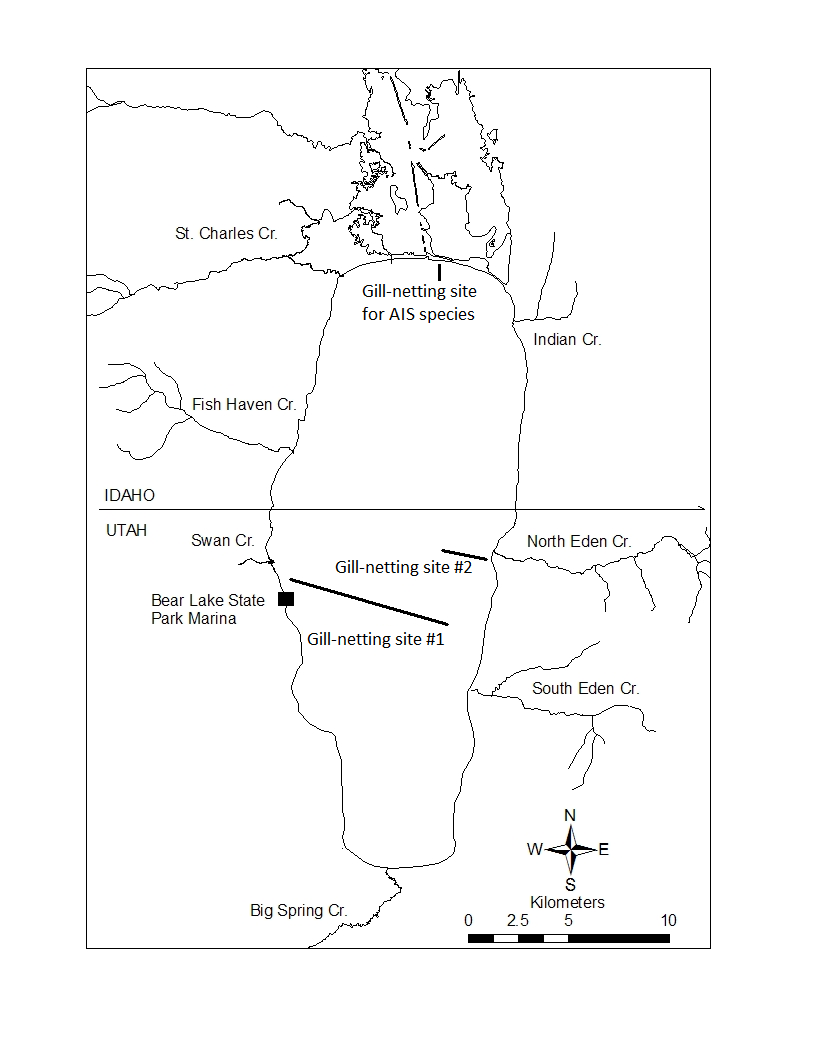 St. Charles Cr.
Gill-netting site
for AIS species
Indian Cr.
Fish Haven Cr.
IDAHO
UTAH
Swan Cr.
North Eden Cr.
Gill-netting site #2
Bear Lake State
Park Marina
Gill-netting site #1
South Eden Cr.
N
W E
S
Big Spring Cr.
Kilometers
0 2.5 5 10